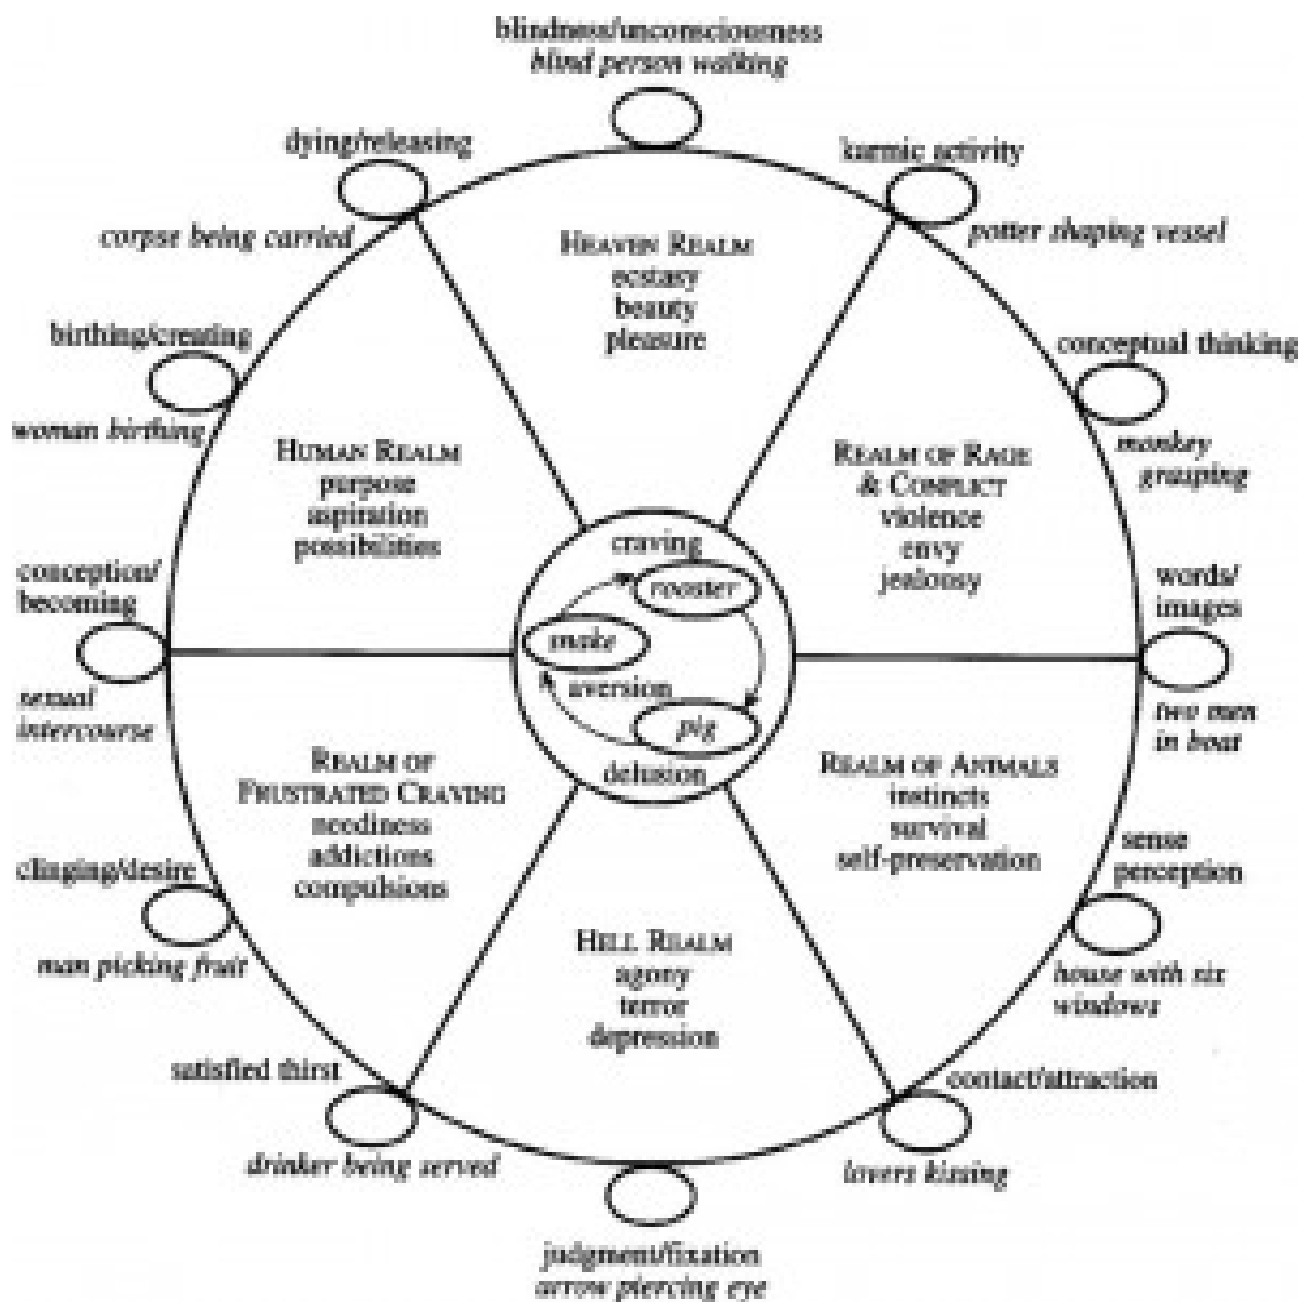 blindness/unconsciousness
blind person walking
dying/releasing
corpse being carried
karmic activity
potter shaping vessel
HEAVEN REALM
ecstasy
beauty
pleasure
birthing/creating
woman birthing
conceptual thinking
monkey
grasping
HUMAN REALM
purpose
aspiration
possibilities
REALM OF RAGE
& CONFLICT
violence
envy
jealousy
conception/
becoming
sexual
intercourse
craving
rooster
snake
aversion
pig
delusion
words/
images
two men
in boat
REALM OF
FRUSTRATED CRAVING
neediness
addictions
compulsions
REALM OF ANIMALS
instincts
survival
self-preservation
clinging/desire
man picking fruit
sense
perception
house with six
windows
HELL REALM
agony
terror
depression
satisfied thirst
drinker being served
contact/attraction
lovers kissing
judgment/fixation
arrow piercing eye